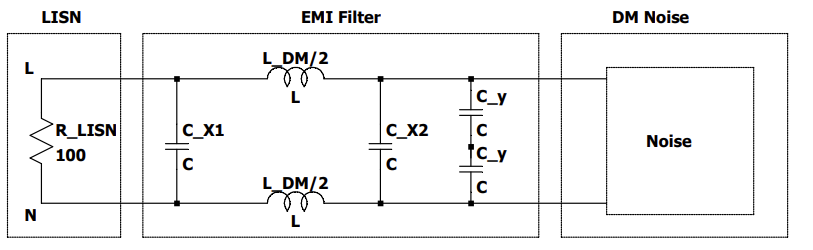 LISN
EMI Filter
DM Noise
L
L_DM/2
L
C_y
R_LISN
C_X1
C_X2
C
100
C_y
Noise
C
C
C
L_DM/2
N
L